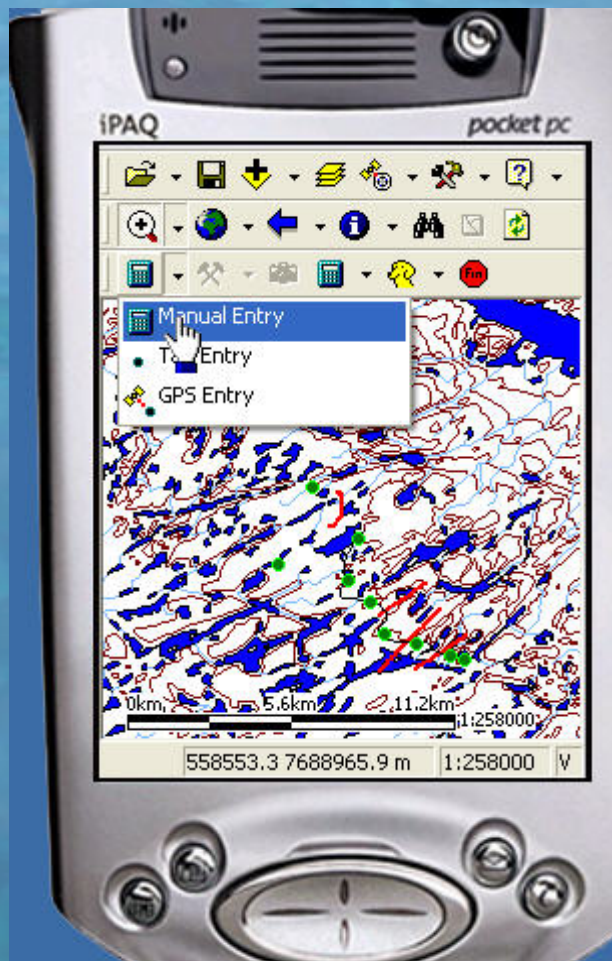 iPAQ pocket pc
Fin
Manual Entry
Entry
GPS Entry
0km 5.6km 11.2km
1:258000
558553.3 7688965.9 m 1:258000 V